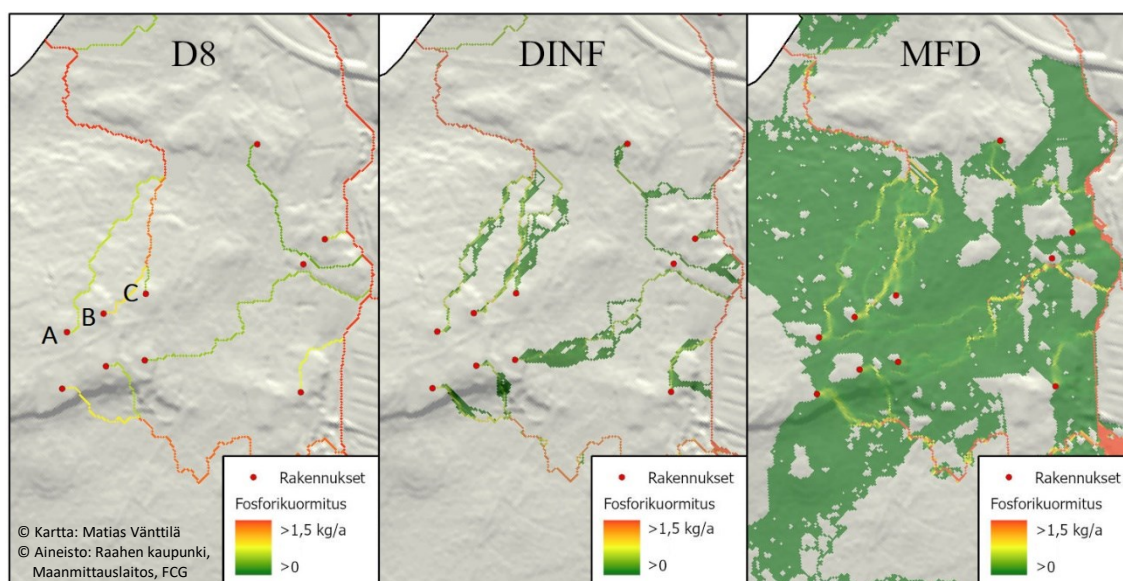 D8
DINF
MFD
A
B
C
Rakennukset
Fosforikuormitus
>1,5 kg/a
>0
Rakennukset
Fosforikuormitus
>1,5 kg/a
>0
Rakennukset
Fosforikuormitus
>1,5 kg/a
>0
© Kartta: Matias Vänttilä
© Aineisto: Raahen kaupunki,
Maanmittauslaitos, FCG